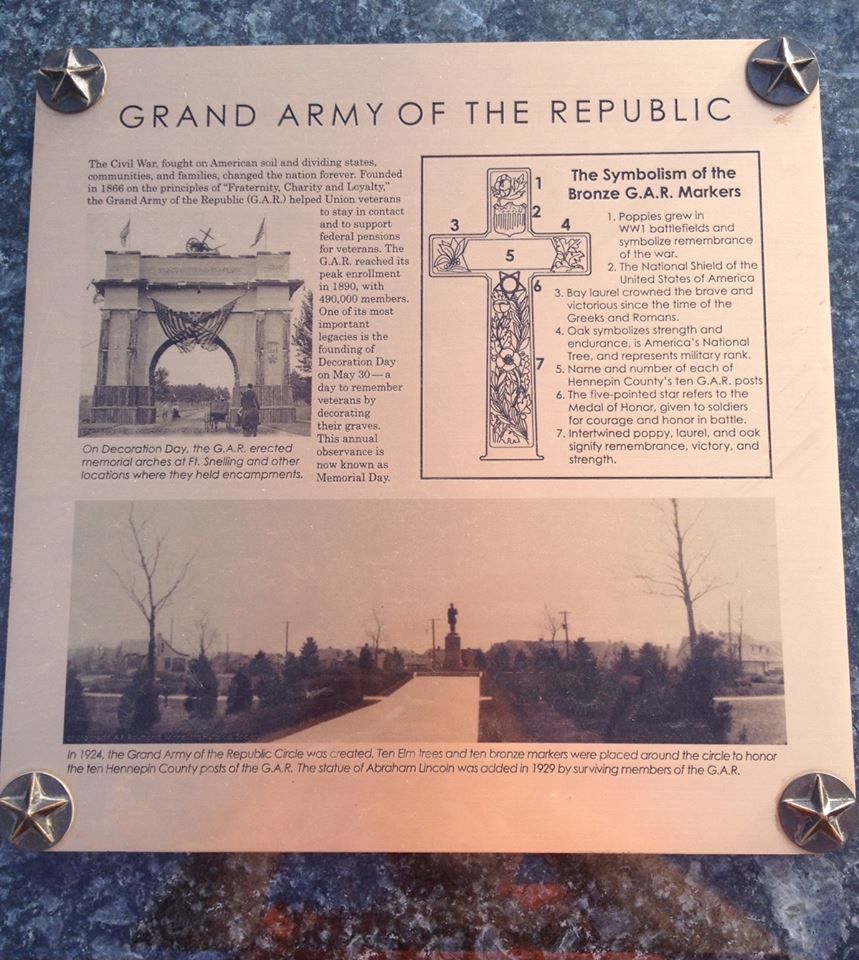 GRAND ARMY OF THE REPUBLIC
The Civil War, fought on American soil and dividing states,
communities, and families, changed the nation forever. Founded
in 1866 on the principles of "Fraternity, Charity and Loyalty,"
the Grand Army of the Republic (G.A.R.) helped Union veterans
to stay in contact
and to support
federal pensions
for veterans. The
G.A.R. reached its
peak enrollment
in 1890, with
490,000 members.
One of its most
important
legacies is the
founding of
Decoration Day
on May 30—a
day to remember
veterans by
decorating
their graves.
This annual
observance is
now known as
Memorial Day.
On Decoration Day, the G.A.R. erected
memorial arches at Ft. Snelling and other
locations where they held encampments.
The Symbolism of the
Bronze G.A.R. Markers
1
2
3
4
5
6
7
1. Poppies grew in
WW1 battlefields and
symbolize remembrance
of the war.
2. The National Shield of the
United States of America
3. Bay laurel crowned the brave and
victorious since the time of the
Greeks and Romans.
4. Oak symbolizes strength and
endurance, is America's National
Tree, and represents military rank.
5. Name and number of each of
Hennepin County's ten G.A.R. posts
6. The five-pointed star refers to the
Medal of Honor, given to soldiers
for courage and honor in battle.
7. Intertwined poppy, laurel, and oak
signify remembrance, victory, and
strength.
In 1924, the Grand Army of the Republic Circle was created. Ten Elm trees and ten bronze markers were placed around the circle to honor
the ten Hennepin County posts of the G.A.R. The statue of Abraham Lincoln was added in 1929 by surviving members of the G.A.R.